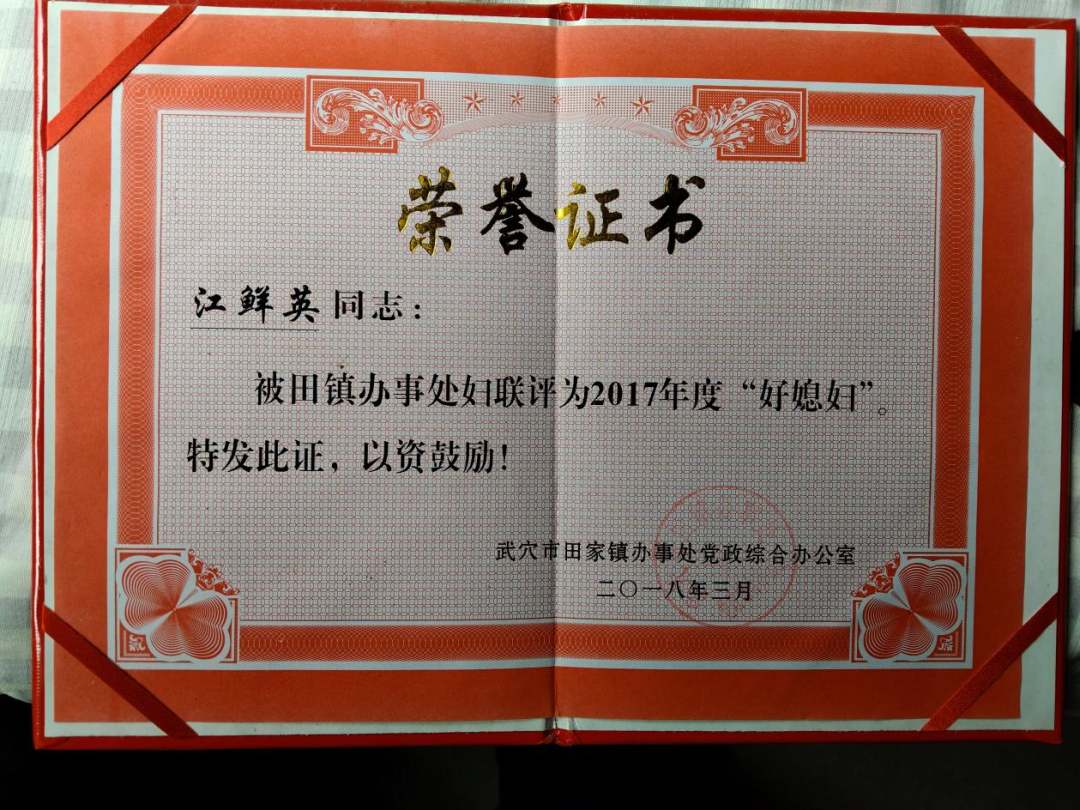 荣誉证书
江鲜英同志：
被田镇办事处妇联评为2017年度“好媳妇”。
特发此证，以资鼓励！
武穴市田家镇办事处党政综合办公室
二〇一八年三月